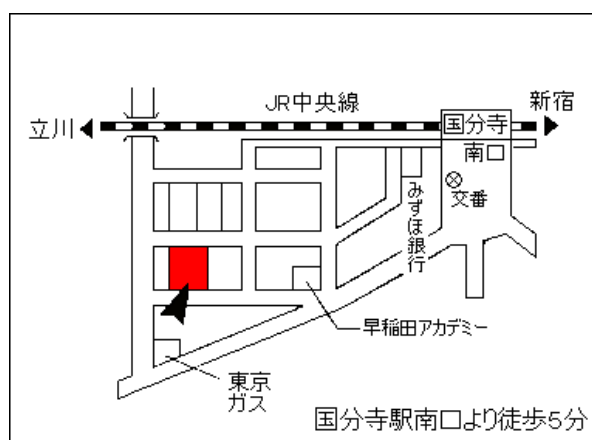 JR中央線
新宿
立川
国分寺
南口
交番
みずほ銀行
早稲田アカデミー
東京
ガス
国分寺駅南口より徒歩5分